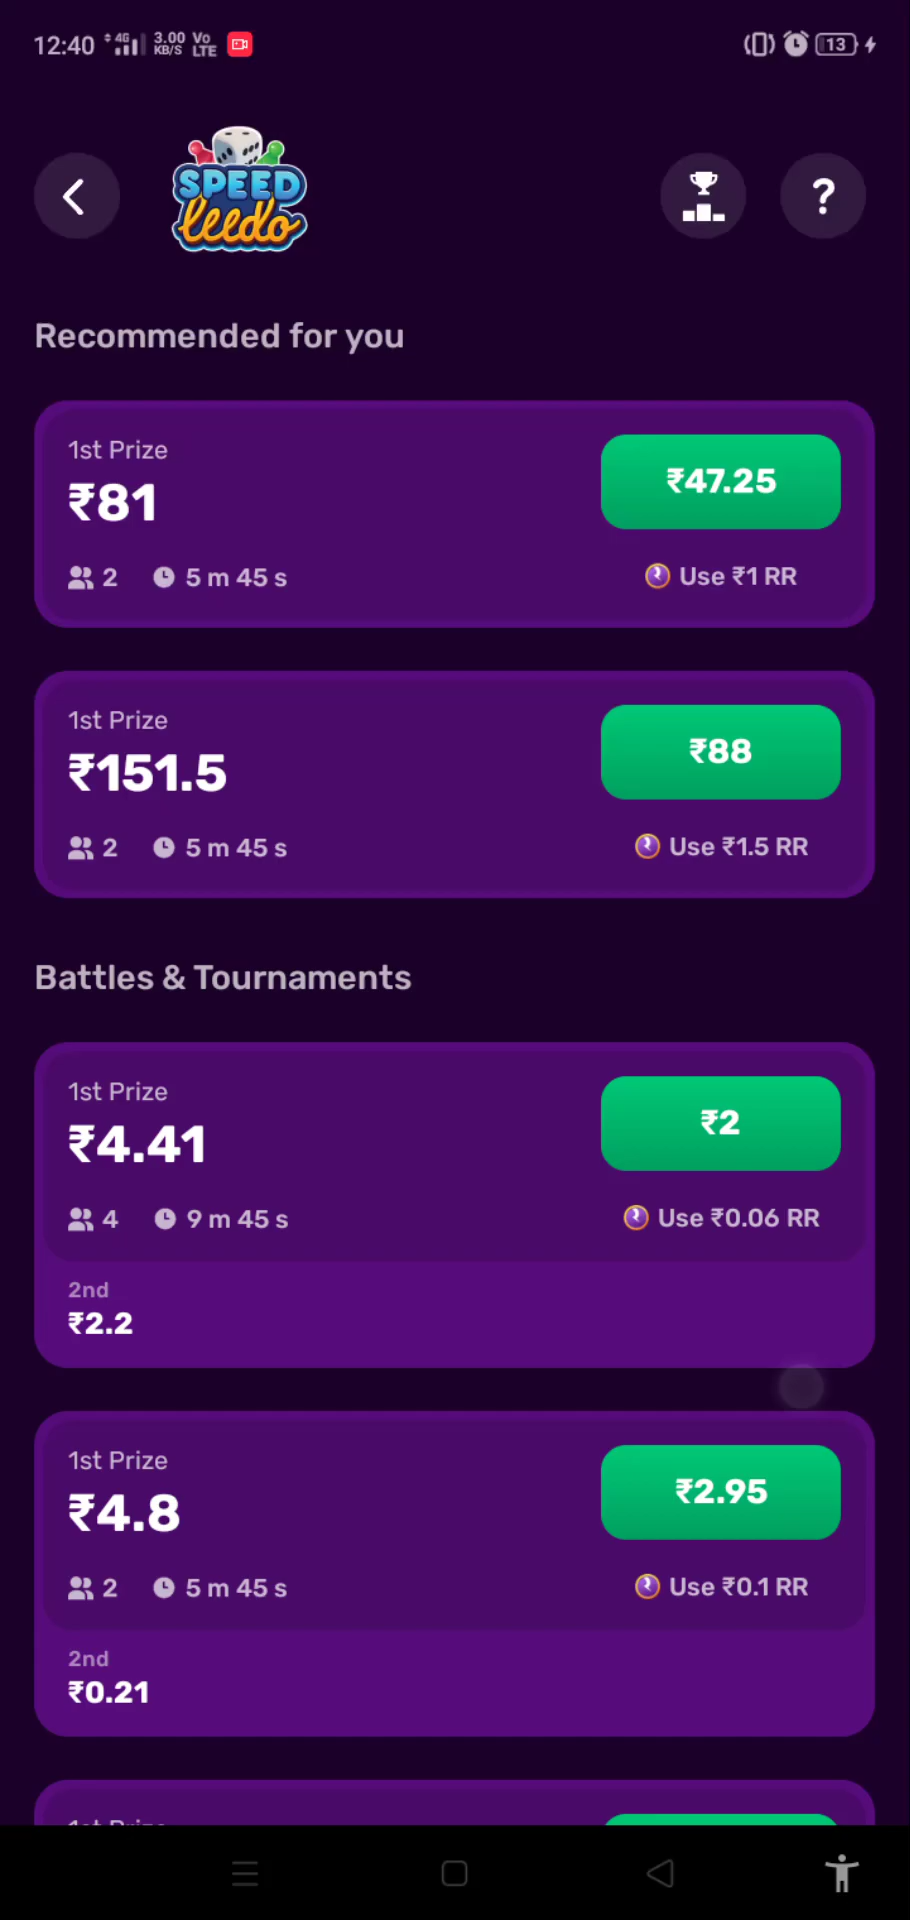 12:40 4G 3.00 KB/S Vo LTE 13
SPEED
leedo
?
Recommended for you
1st Prize
₹81
₹47.25
2 5 m 45 s
Use ₹1 RR
1st Prize
₹151.5
₹88
2 5 m 45 s
Use ₹1.5 RR
Battles & Tournaments
1st Prize
₹4.41
₹2
4 9 m 45 s
Use ₹0.06 RR
2nd
₹2.2
1st Prize
₹4.8
₹2.95
2 5 m 45 s
Use ₹0.1 RR
2nd
₹0.21
1st Prize